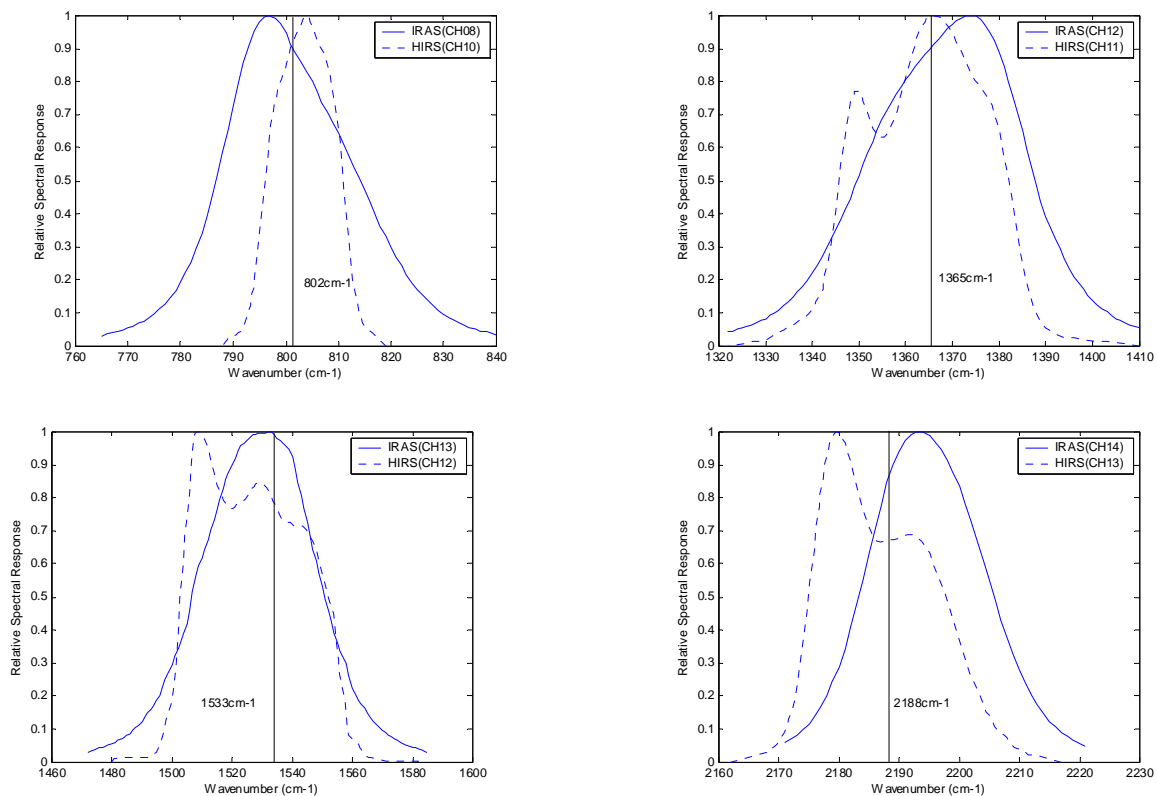 1
0.9
0.8
0.7
0.6
0.5
0.4
0.3
0.2
0.1
0
Relative Spectral Response
IRAS(CH08)
HIRS(CH10)
802cm-1
760 770 780 790 800 810 820 830 840
Wavenumber (cm-1)
1
0.9
0.8
0.7
0.6
0.5
0.4
0.3
0.2
0.1
0
Relative Spectral Response
IRAS(CH12)
HIRS(CH11)
1365cm-1
1320 1330 1340 1350 1360 1370 1380 1390 1400 1410
Wavenumber (cm-1)
1
0.9
0.8
0.7
0.6
0.5
0.4
0.3
0.2
0.1
0
Relative Spectral Response
IRAS(CH13)
HIRS(CH12)
1533cm-1
1460 1480 1500 1520 1540 1560 1580 1600
Wavenumber (cm-1)
1
0.9
0.8
0.7
0.6
0.5
0.4
0.3
0.2
0.1
0
Relative Spectral Response
IRAS(CH14)
HIRS(CH13)
2188cm-1
2160 2170 2180 2190 2200 2210 2220 2230
Wavenumber (cm-1)